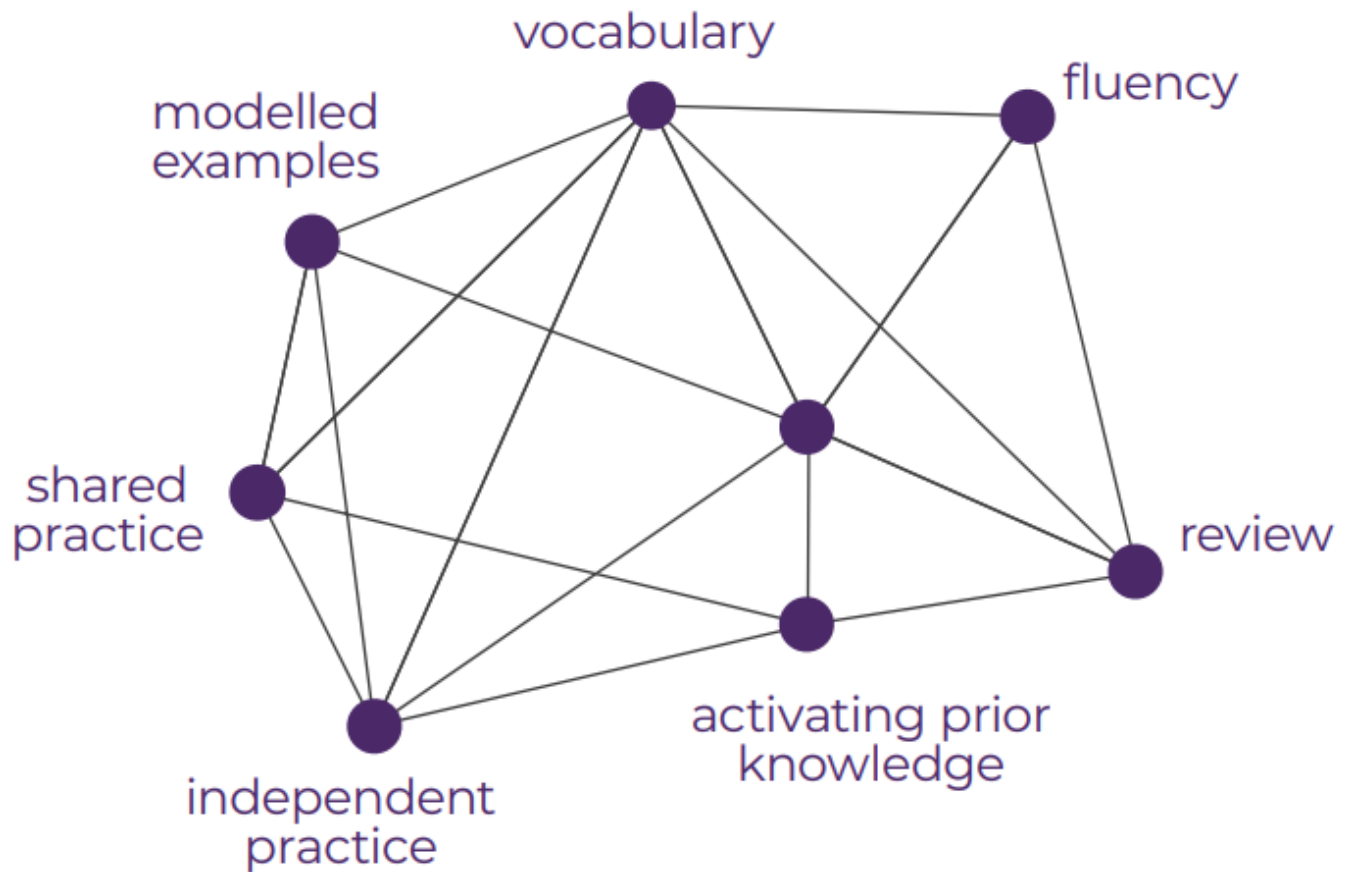 vocabulary
fluency
modelled
examples
shared
practice
review
activating prior
knowledge
independent
practice